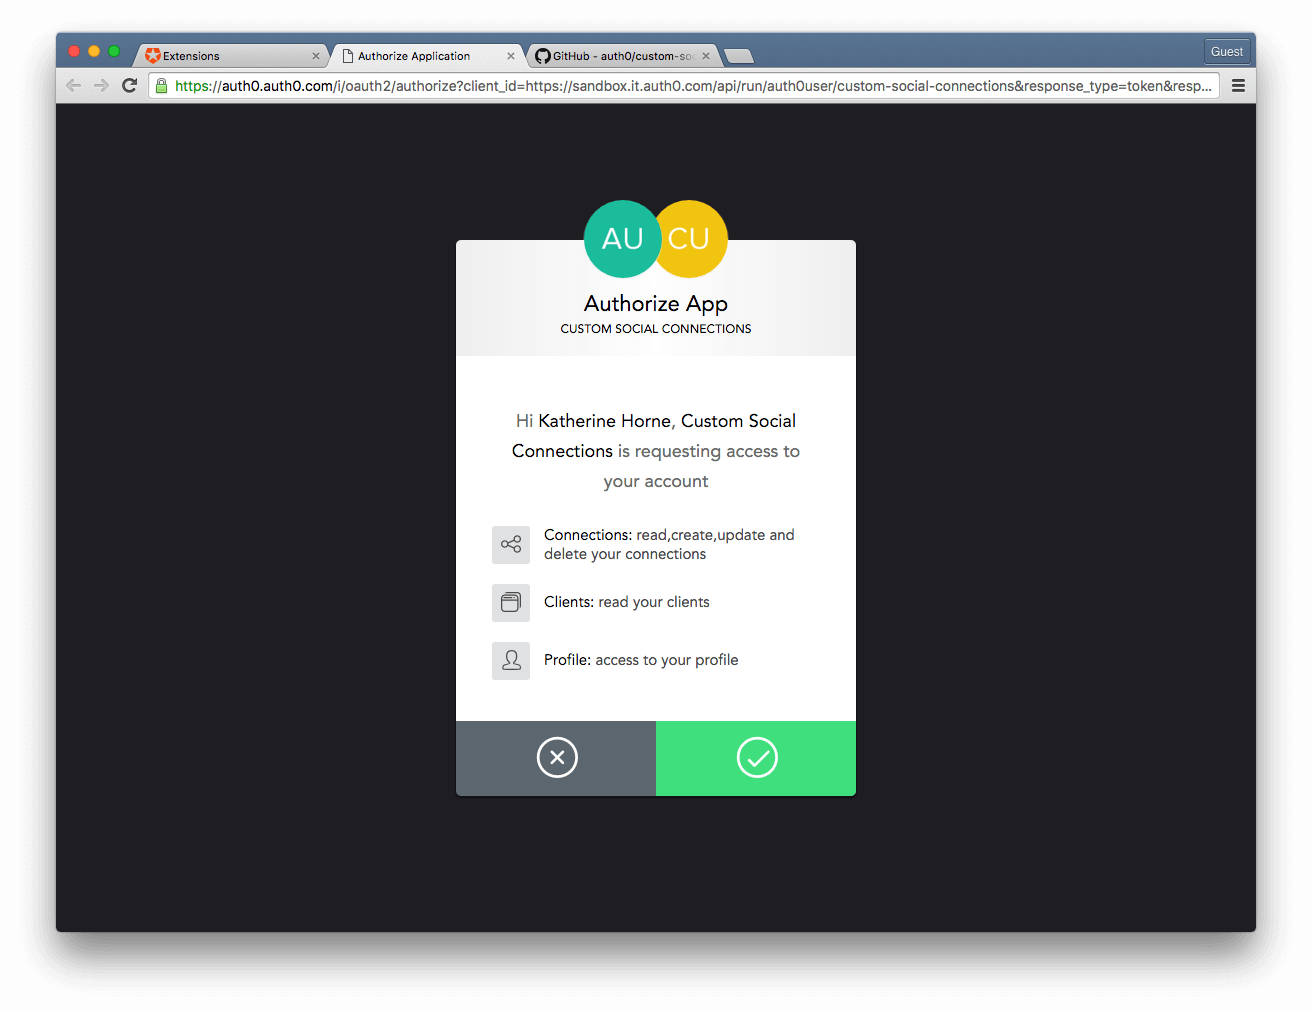 Extensions
Authorize Application
GitHub - auth0/custom-soc
Guest
https://auth0.auth0.com/i/oauth2/authorize?client_id=https://sandbox.it.auth0.com/api/run/auth0user/custom-social-connections&response_type=token&resp...
AU
CU
Authorize App
CUSTOM SOCIAL CONNECTIONS
Hi Katherine Horne, Custom Social
Connections is requesting access to
your account
Connections: read,create,update and
delete your connections
Clients: read your clients
Profile: access to your profile